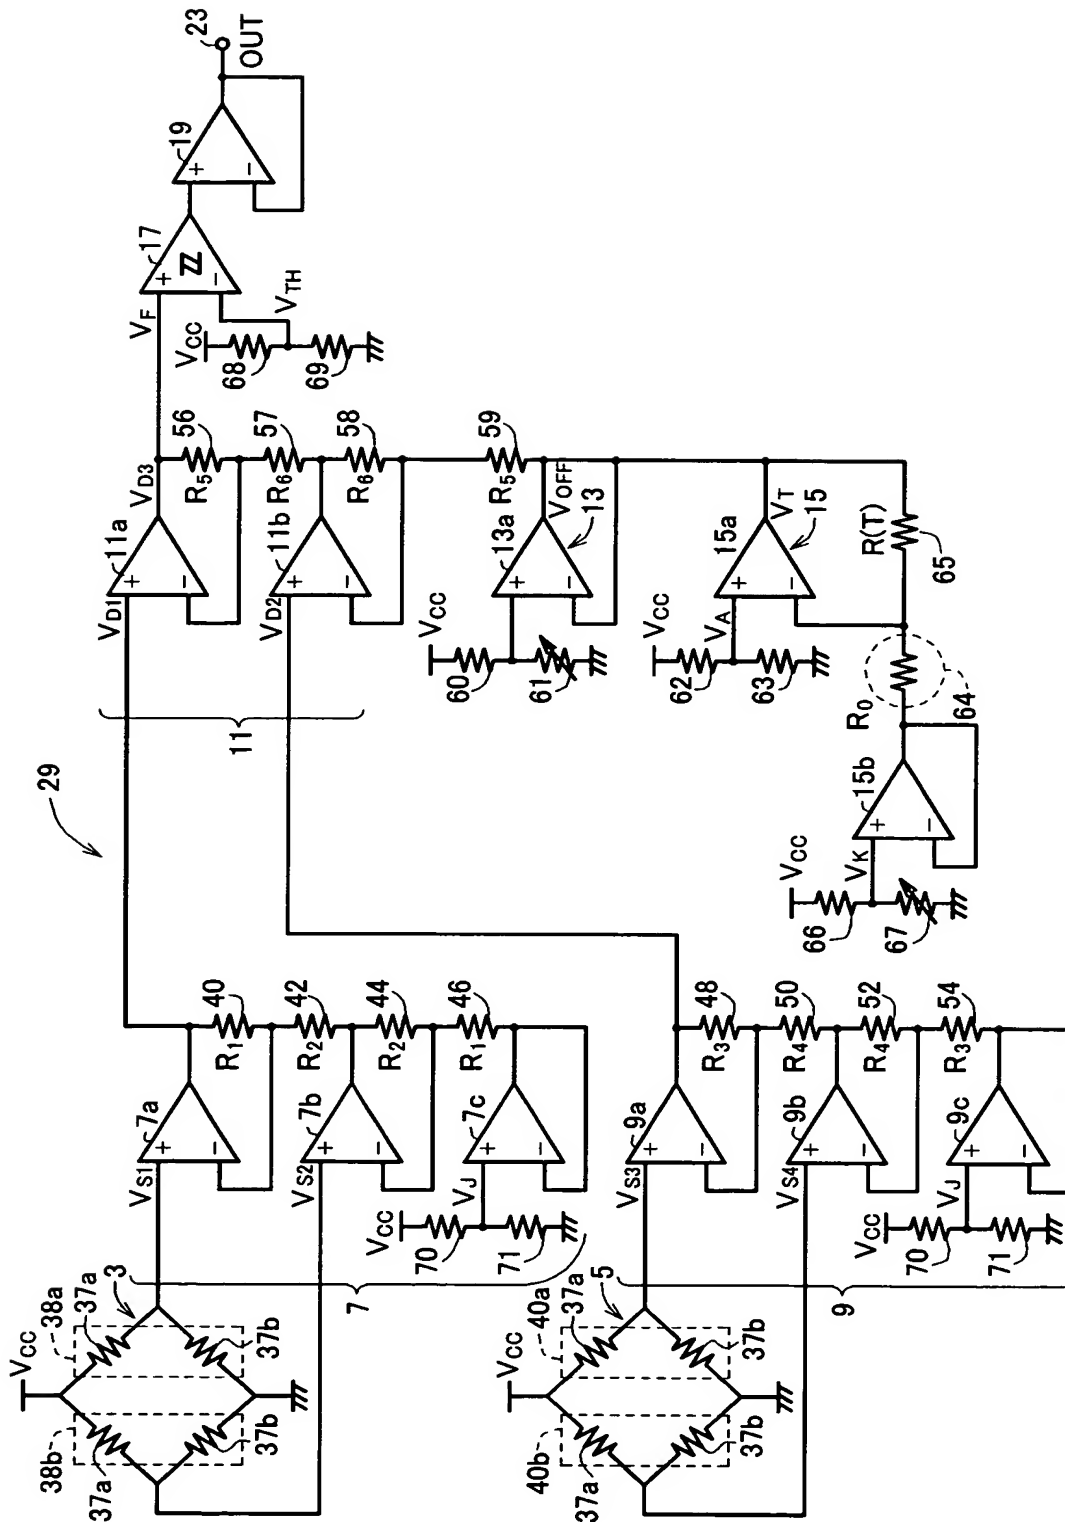 29
23
OUT
19
+
−
17
+
−
ZZ
VF
VTH
VCC
68
69
VD3
56
R5
57
R6
58
R6
59
R5
VD1
11a
+
−
VD2
11b
+
−
11
VOFF
13
13a
+
−
VCC
60
61
VT
15
15a
+
−
VCC
VA
62
63
R(T)
65
R0
64
15b
+
−
VCC
VK
66
67
40
R1
42
R2
44
R2
46
R1
VS1
7a
+
−
VS2
7b
+
−
7c
+
−
VJ
VCC
70
71
7
48
R3
50
R4
52
R4
54
R3
VS3
9a
+
−
VS4
9b
+
−
9c
+
−
VJ
VCC
70
71
9
VCC
38a
37a
3
37b
38b
37a
37b
VCC
40a
37a
5
37b
40b
37a
37b